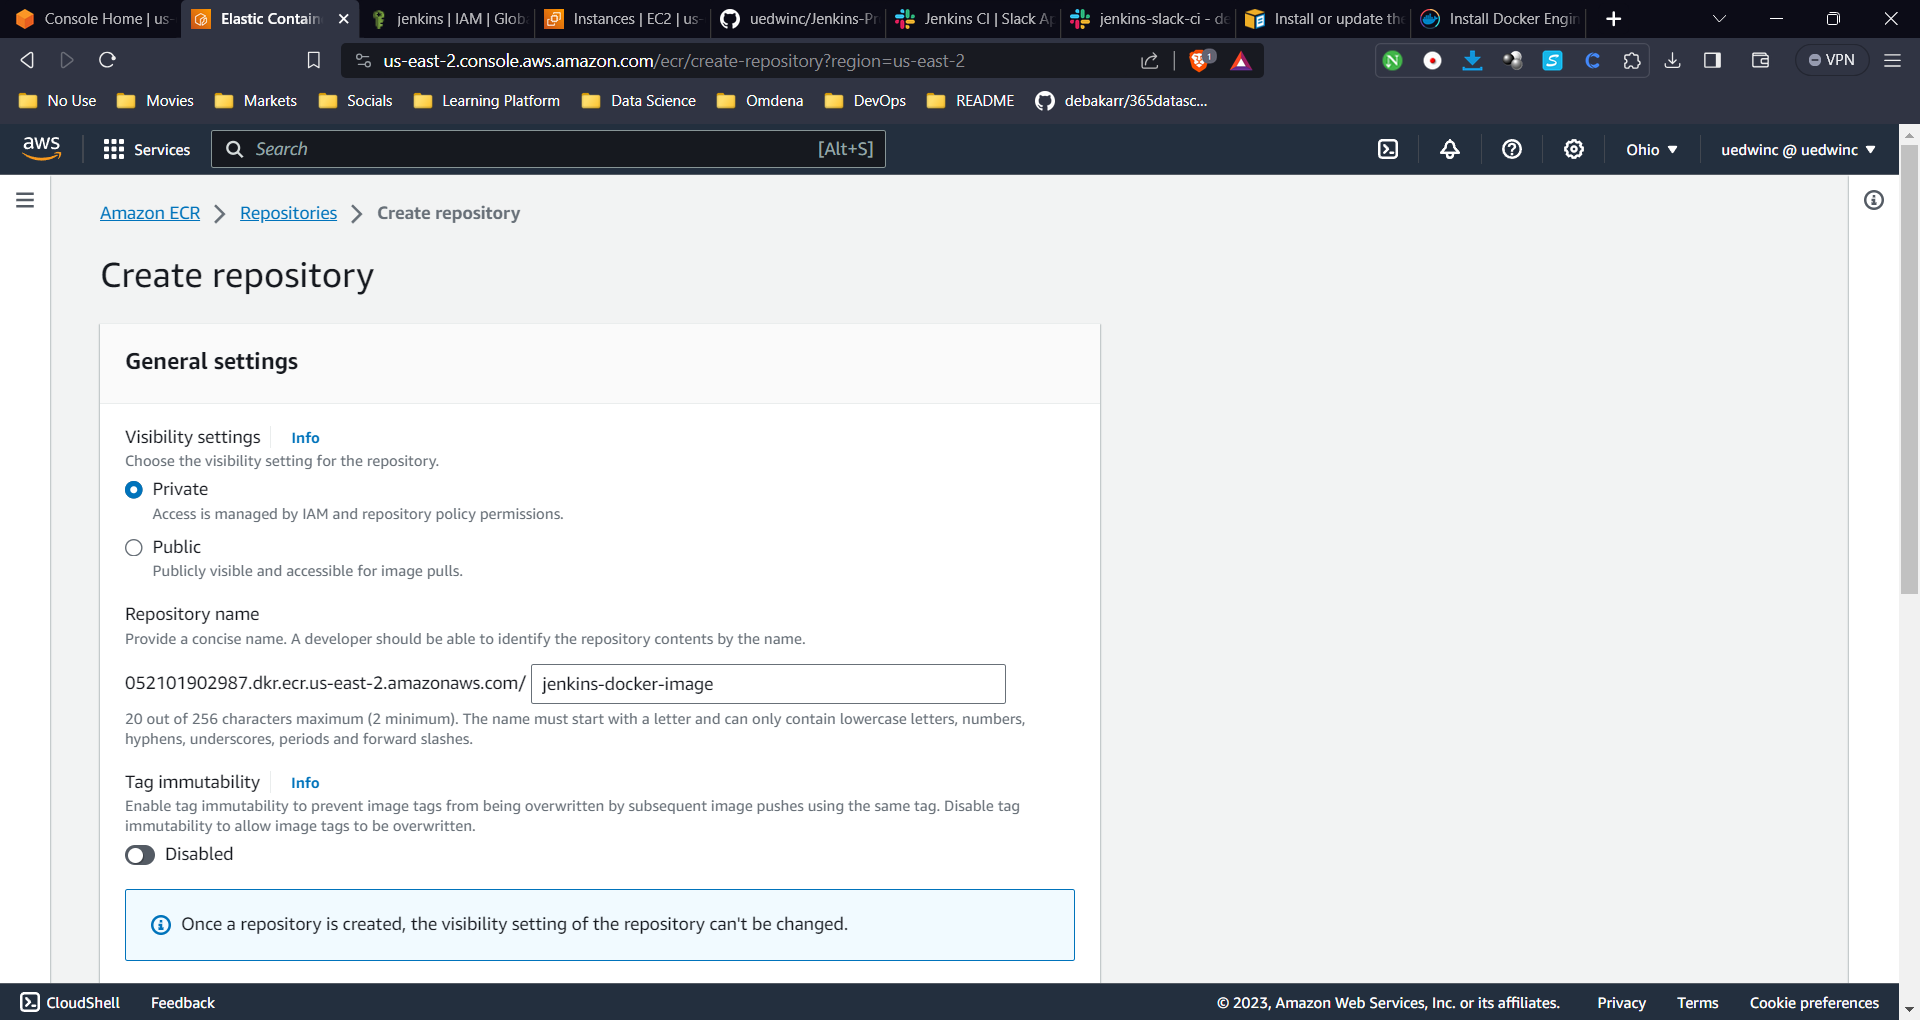 Console Home | us-
Elastic Contain
jenkins | IAM | Globa
Instances | EC2 | us-
uedwinc/Jenkins-Pr
Jenkins CI | Slack Ap
jenkins-slack-ci - de
Install or update the
Install Docker Engin
us-east-2.console.aws.amazon.com/ecr/create-repository?region=us-east-2
1
VPN
No Use
Movies
Markets
Socials
Learning Platform
Data Science
Omdena
DevOps
README
debakarr/365datasc...
aws
Services
Search
[Alt+S]
Ohio
uedwinc @ uedwinc
Amazon ECR
Repositories
Create repository
Create repository
General settings
Visibility settings
Info
Choose the visibility setting for the repository.
Private
Access is managed by IAM and repository policy permissions.
Public
Publicly visible and accessible for image pulls.
Repository name
Provide a concise name. A developer should be able to identify the repository contents by the name.
052101902987.dkr.ecr.us-east-2.amazonaws.com/
jenkins-docker-image
20 out of 256 characters maximum (2 minimum). The name must start with a letter and can only contain lowercase letters, numbers,
hyphens, underscores, periods and forward slashes.
Tag immutability
Info
Enable tag immutability to prevent image tags from being overwritten by subsequent image pushes using the same tag. Disable tag
immutability to allow image tags to be overwritten.
Disabled
Once a repository is created, the visibility setting of the repository can't be changed.
CloudShell
Feedback
© 2023, Amazon Web Services, Inc. or its affiliates.
Privacy
Terms
Cookie preferences